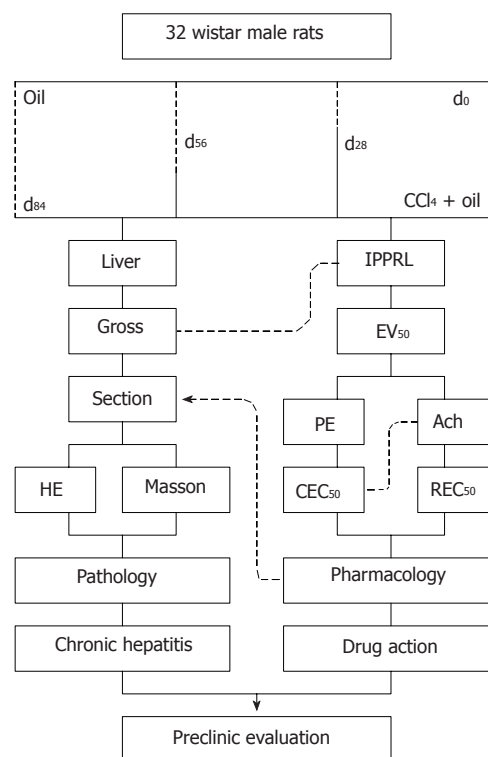 32 wistar male rats
Oil
d₀
d₅₆
d₂₈
d₈₄
CCl₄ + oil
Liver
IPPRL
Gross
EV₅₀
Section
PE
Ach
HE
Masson
CEC₅₀
REC₅₀
Pathology
Pharmacology
Chronic hepatitis
Drug action
Preclinic evaluation